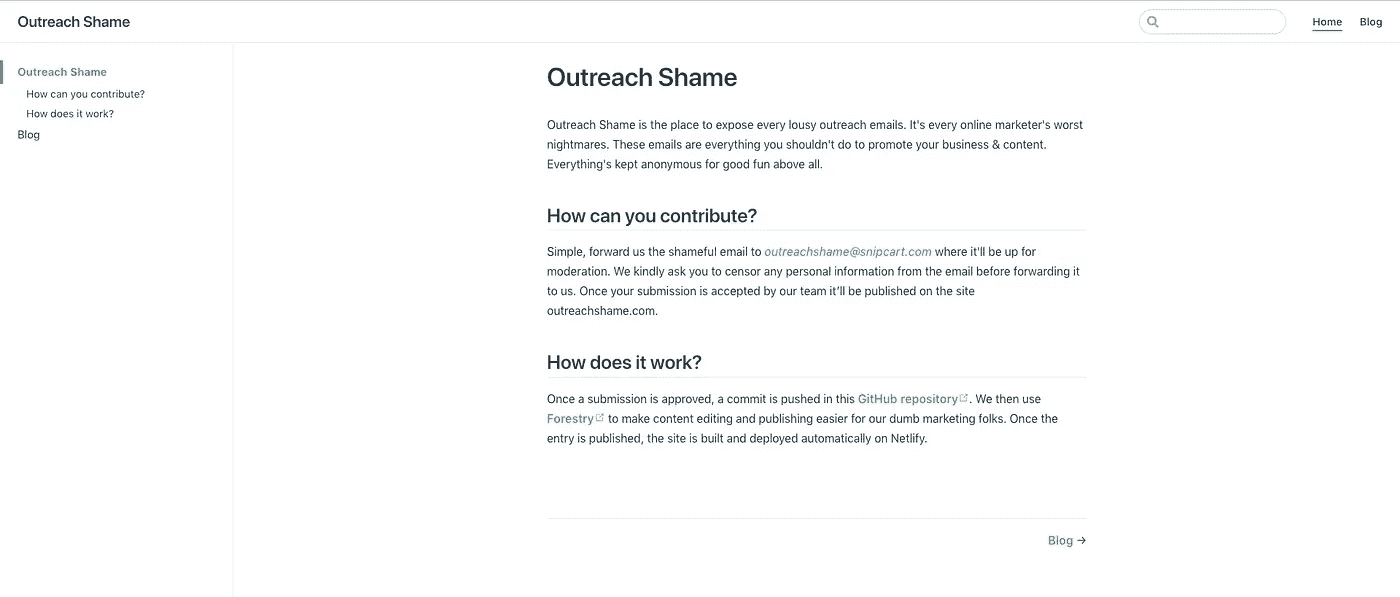 Outreach Shame
Home
Blog
Outreach Shame
How can you contribute?
How does it work?
Blog
Outreach Shame
Outreach Shame is the place to expose every lousy outreach emails. It's every online marketer's worst
nightmares. These emails are everything you shouldn't do to promote your business & content.
Everything's kept anonymous for good fun above all.
How can you contribute?
Simple, forward us the shameful email to outreachshame@snipcart.com where it'll be up for
moderation. We kindly ask you to censor any personal information from the email before forwarding it
to us. Once your submission is accepted by our team it’ll be published on the site
outreachshame.com.
How does it work?
Once a submission is approved, a commit is pushed in this GitHub repository. We then use
Forestry to make content editing and publishing easier for our dumb marketing folks. Once the
entry is published, the site is built and deployed automatically on Netlify.
Blog →